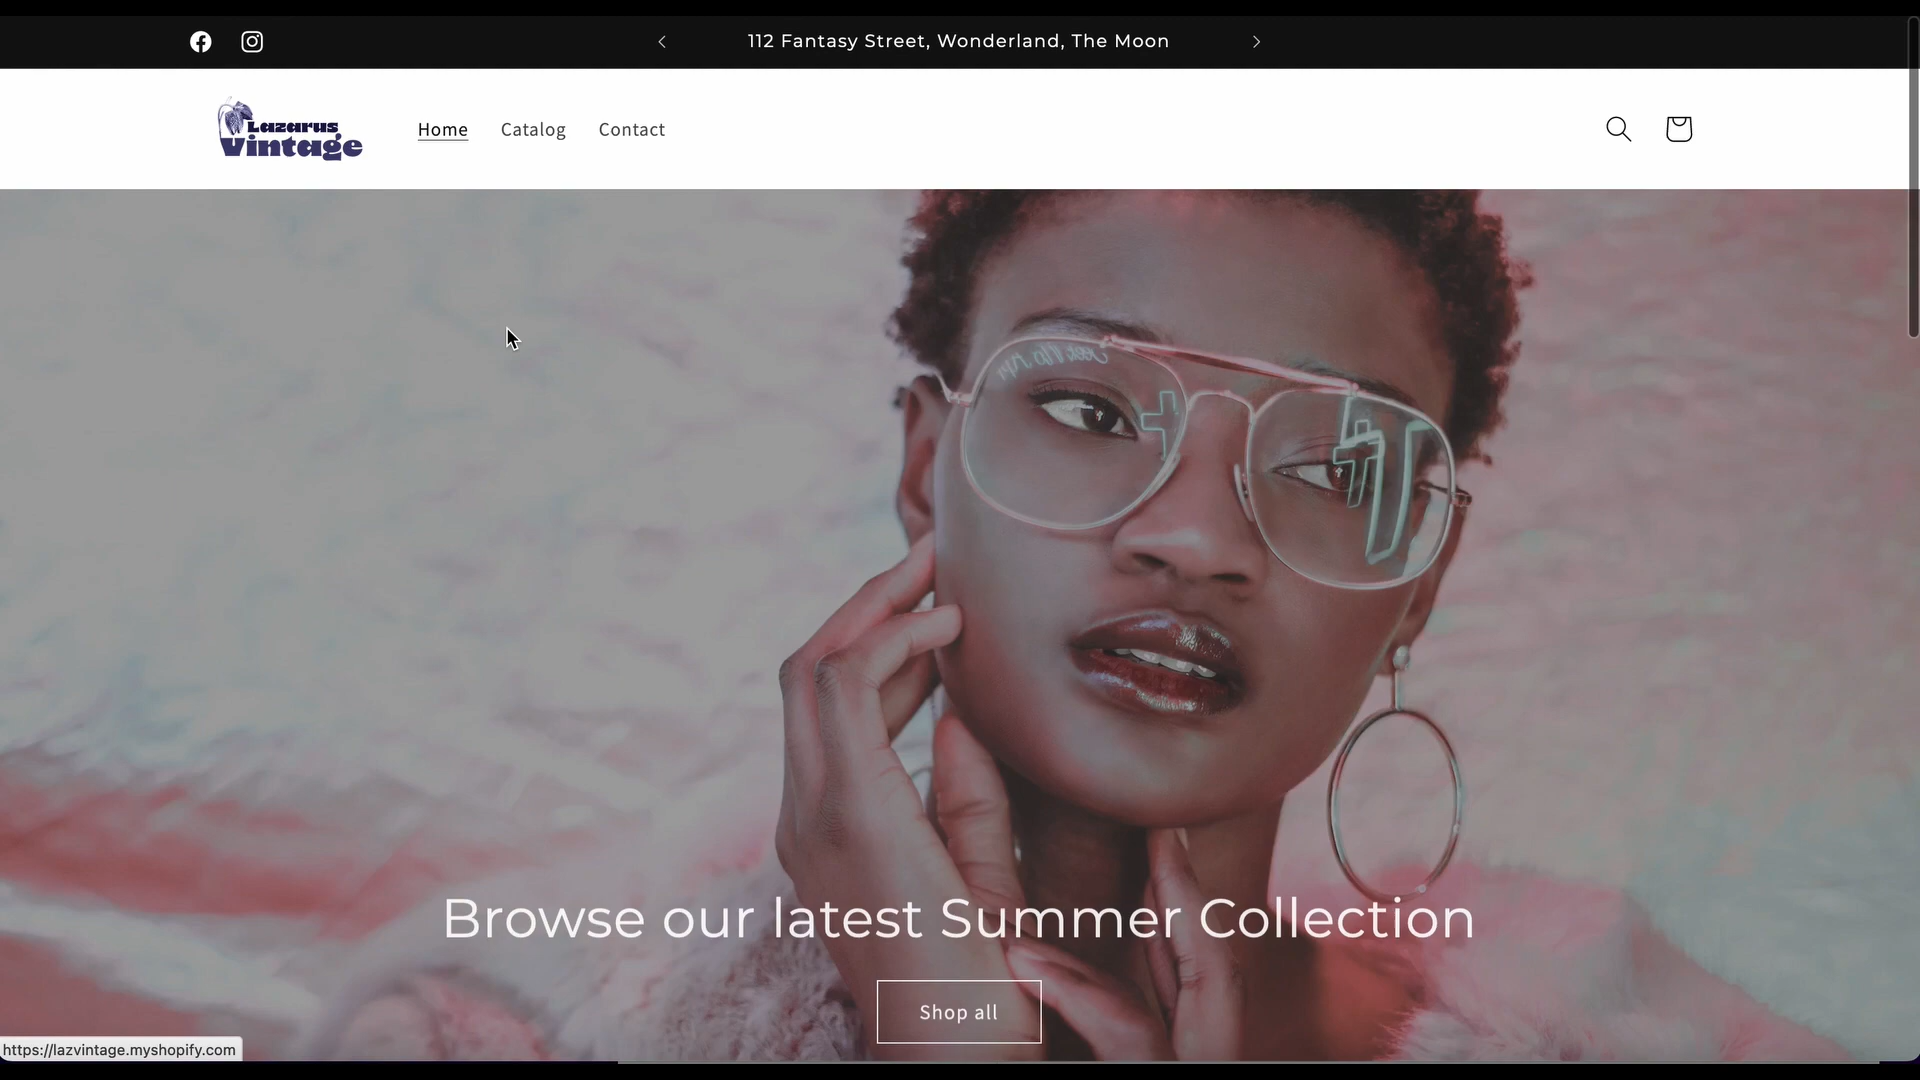 112 Fantasy Street, Wonderland, The Moon
Lazarus
Vintage
Home
Catalog
Contact
Browse our latest Summer Collection
Shop all
https://lazvintage.myshopify.com